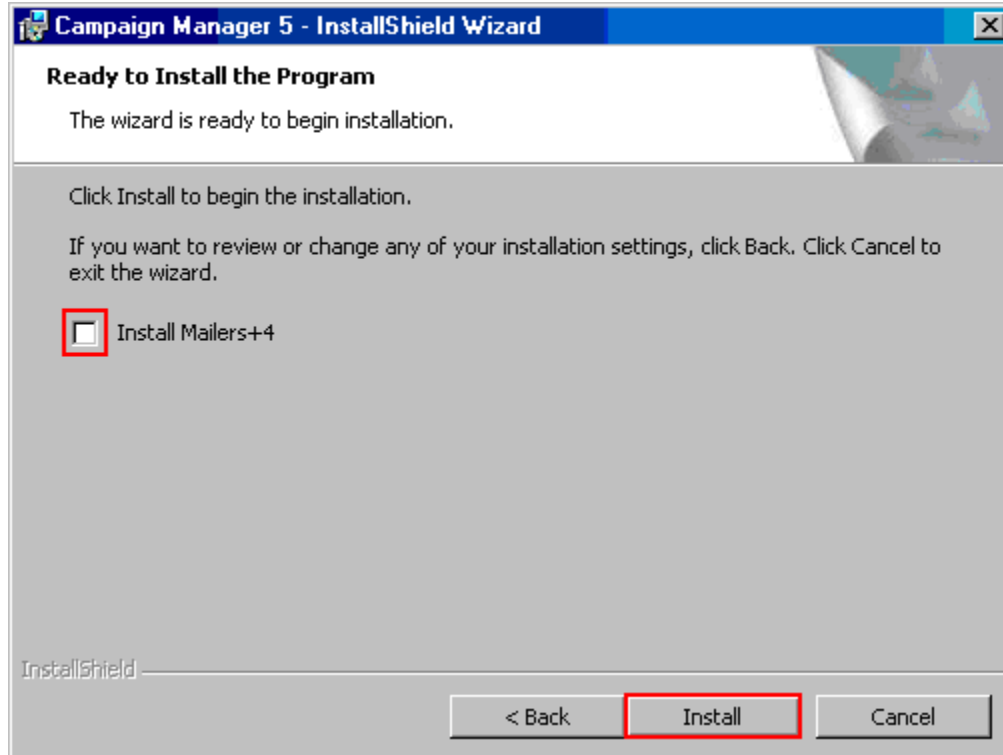 Campaign Manager 5 - InstallShield Wizard
Ready to Install the Program
The wizard is ready to begin installation.
Click Install to begin the installation.
If you want to review or change any of your installation settings, click Back. Click Cancel to
exit the wizard.
Install Mailers+4
InstallShield
< Back
Install
Cancel